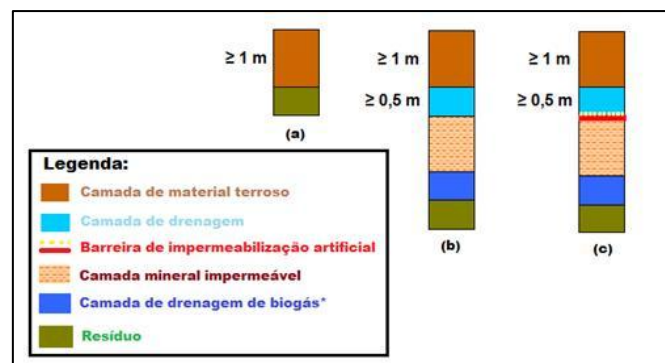 ≥ 1 m
(a)
≥ 1 m
≥ 0,5 m
(b)
≥ 1 m
≥ 0,5 m
(c)
Legenda:
Camada de material terroso
Camada de drenagem
Barreira de impermeabilização artificial
Camada mineral impermeável
Camada de drenagem de biogás*
Resíduo